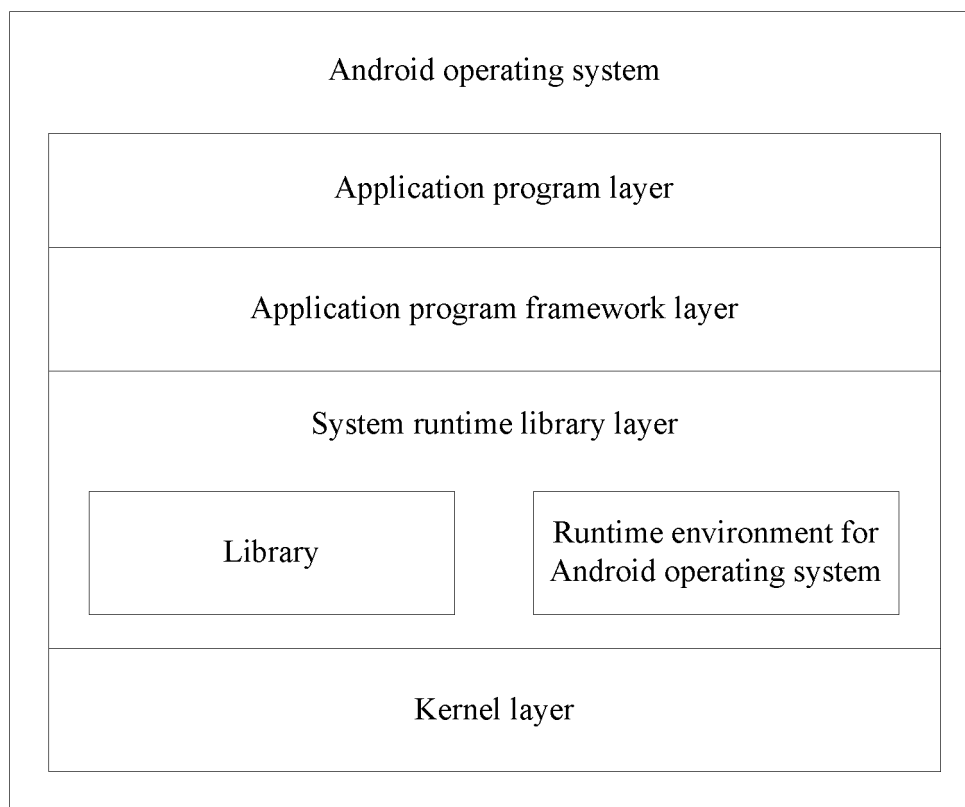 Android operating system
Application program layer
Application program framework layer
System runtime library layer
Library
Runtime environment for
Android operating system
Kernel layer